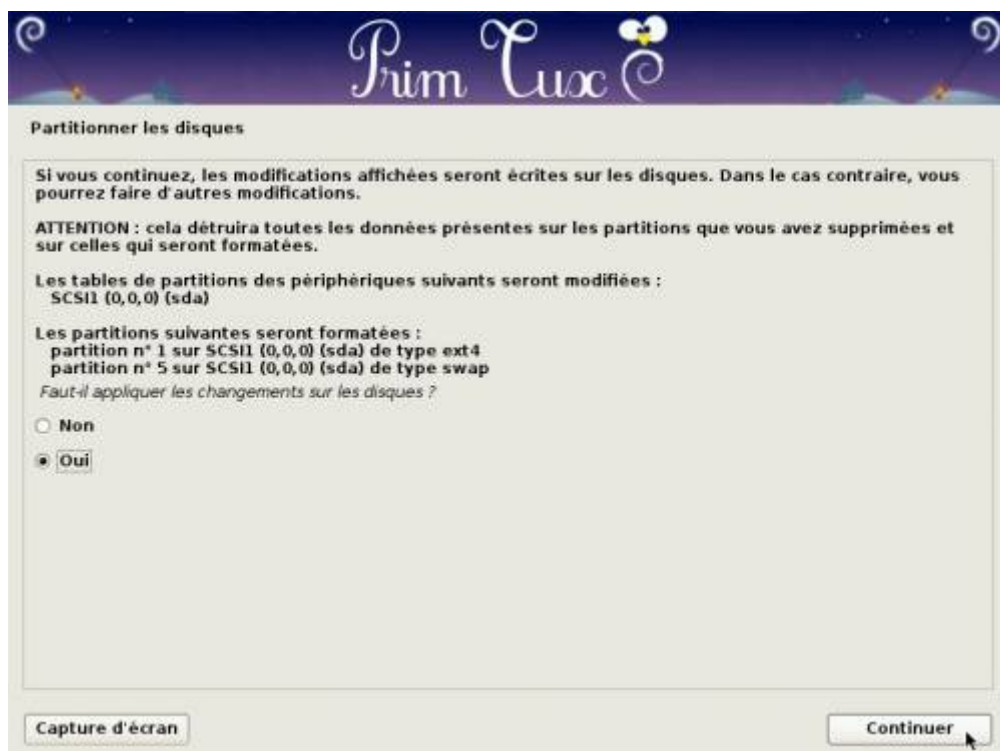 Prim Tux
Partitionner les disques
Si vous continuez, les modifications affichées seront écrites sur les disques. Dans le cas contraire, vous
pourrez faire d'autres modifications.
ATTENTION : cela détruira toutes les données présentes sur les partitions que vous avez supprimées et
sur celles qui seront formatées.
Les tables de partitions des périphériques suivants seront modifiées :
SCSI1 (0,0,0) (sda)
Les partitions suivantes seront formatées :
partition n° 1 sur SCSI1 (0,0,0) (sda) de type ext4
partition n° 5 sur SCSI1 (0,0,0) (sda) de type swap
Faut-il appliquer les changements sur les disques ?
Non
Oui
Capture d'écran
Continuer